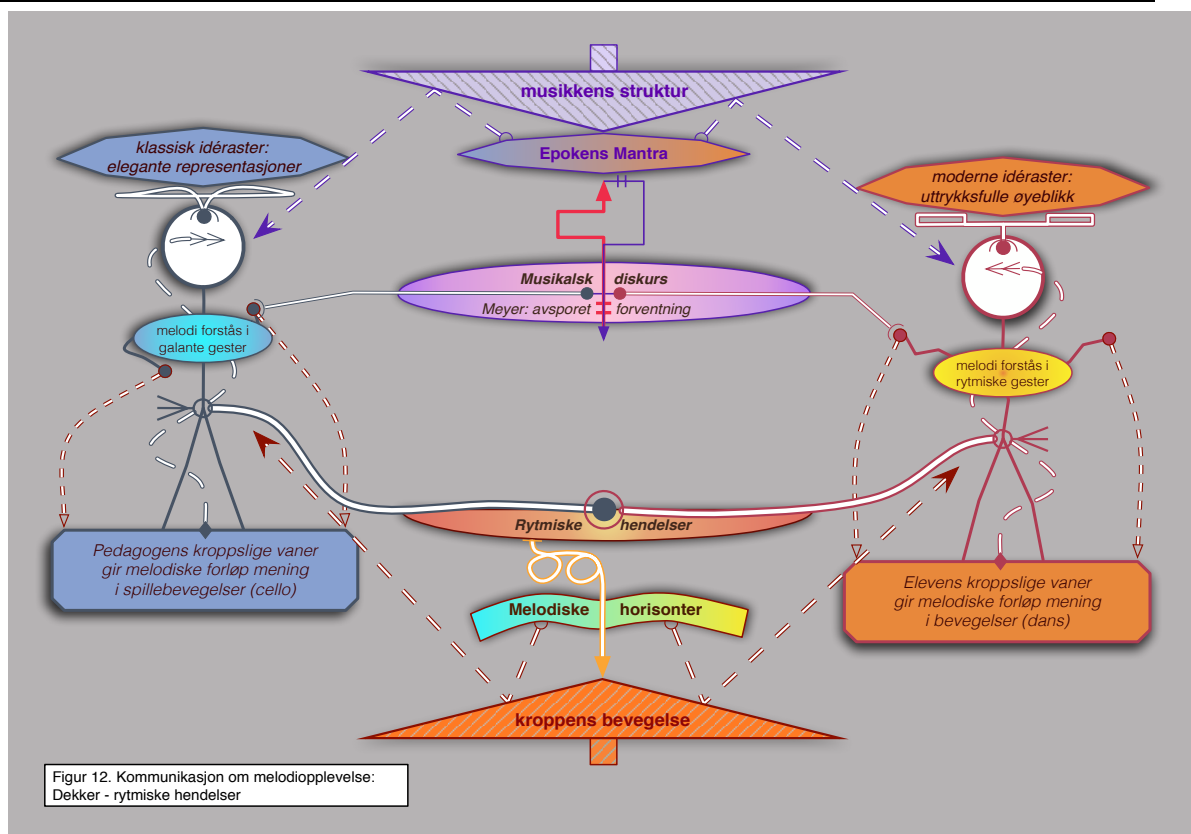 musikkens struktur
Epokens Mantra
klassisk idéraster:
elegante representasjoner
moderne idéraster:
uttrykksfulle øyeblikk
Musikalsk diskurs
Meyer: avsporet forventning
melodi forstås i
galante gester
melodi forstås i
rytmiske gester
Rytmiske hendelser
Pedagogens kroppslige vaner
gir melodiske forløp mening
i spillebevegelser (cello)
Elevens kroppslige vaner
gir melodiske forløp mening
i bevegelser (dans)
Melodiske horisonter
kroppens bevegelse
Figur 12. Kommunikasjon om melodiopplevelse:
Dekker - rytmiske hendelser